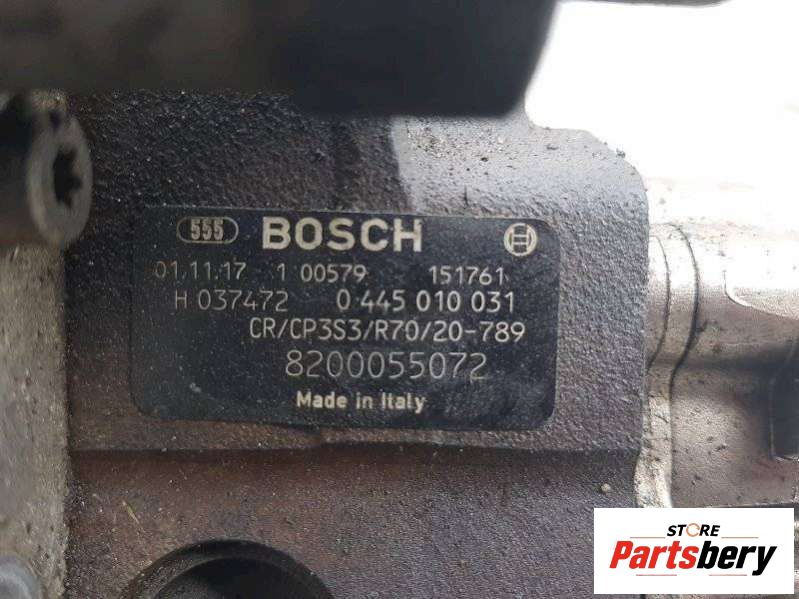 555 BOSCH
01.11.17 1 00579 151761
H 037472 0 445 010 031
CR/CP3S3/R70/20-789
8200055072
Made in Italy
STORE
Partsbery